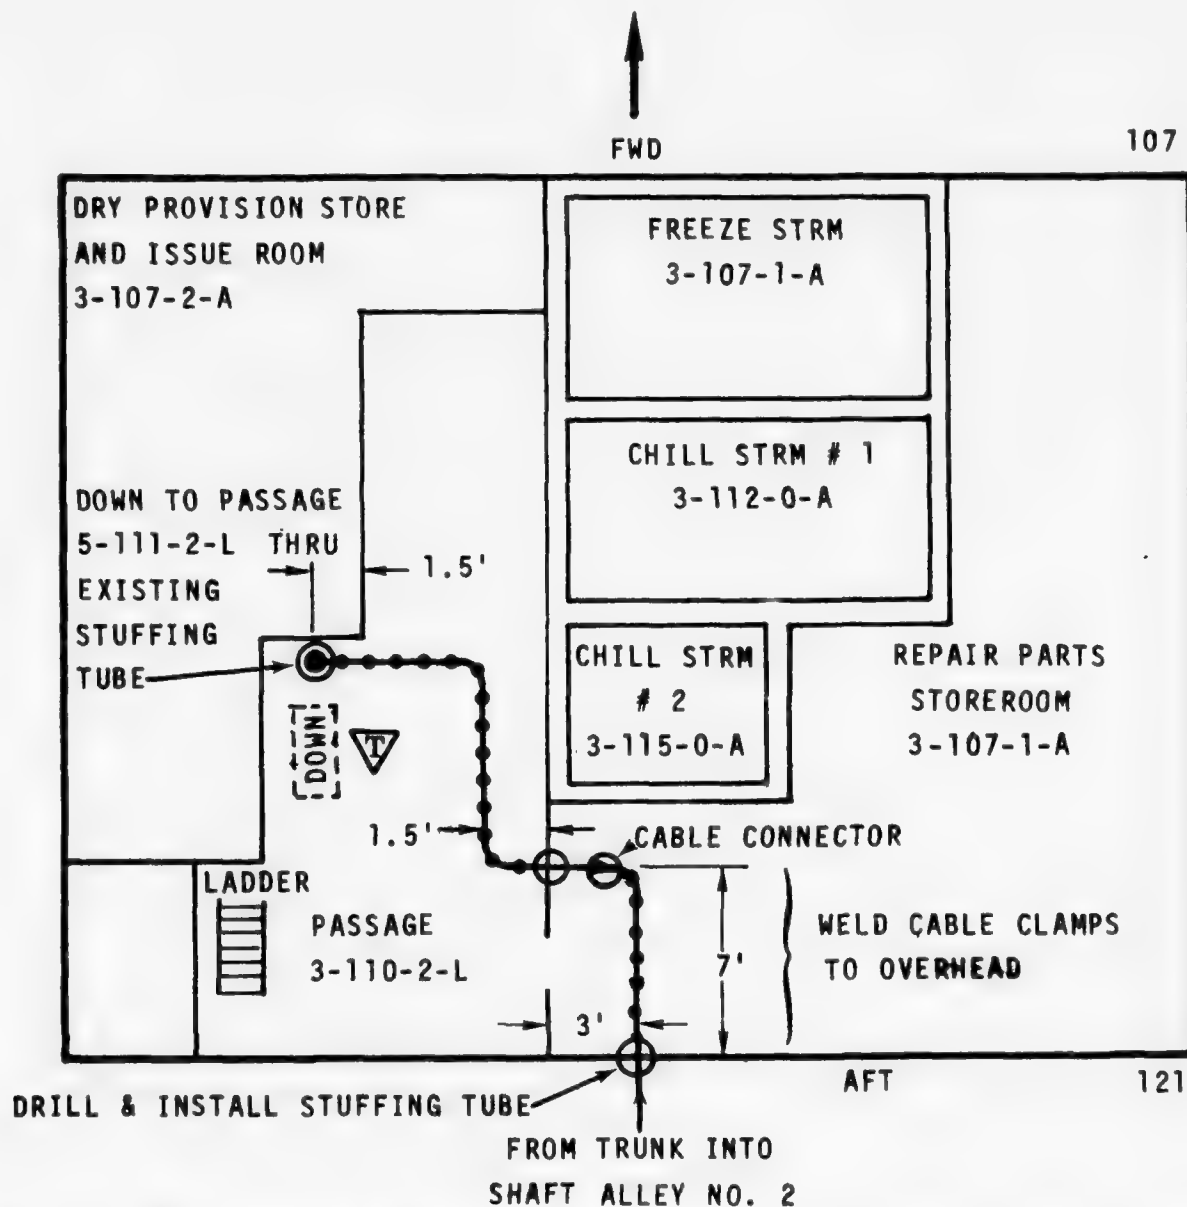 FWD
107
DRY PROVISION STORE
AND ISSUE ROOM
3-107-2-A
FREEZE STRM
3-107-1-A
CHILL STRM # 1
3-112-0-A
DOWN TO PASSAGE
5-111-2-L THRU
EXISTING
STUFFING
TUBE
1.5'
CHILL STRM
# 2
3-115-0-A
REPAIR PARTS
STOREROOM
3-107-1-A
DOWN
T
1.5'
CABLE CONNECTOR
LADDER
PASSAGE
3-110-2-L
7'
WELD CABLE CLAMPS
TO OVERHEAD
3'
AFT
121
DRILL & INSTALL STUFFING TUBE
FROM TRUNK INTO
SHAFT ALLEY NO. 2